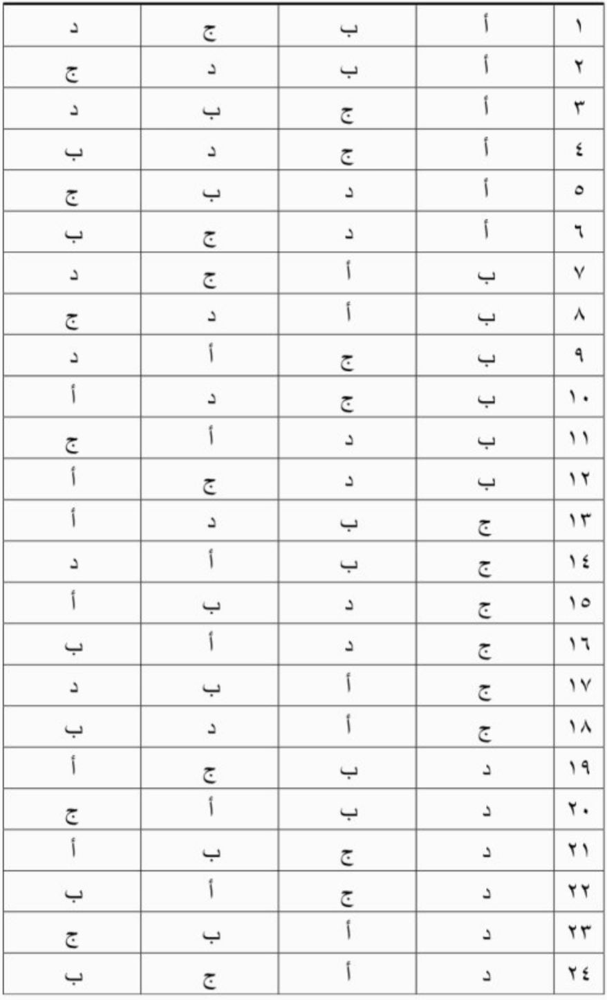 ١ أ ب ج د
٢ أ ب د ج
٣ أ ج ب د
٤ أ ج د ب
٥ أ د ب ج
٦ أ د ج ب
٧ ب أ ج د
٨ ب أ د ج
٩ ب ج أ د
١٠ ب ج د أ
١١ ب د أ ج
١٢ ب د ج أ
١٣ ج ب د أ
١٤ ج ب أ د
١٥ ج د ب أ
١٦ ج د أ ب
١٧ ج أ ب د
١٨ ج أ د ب
١٩ د ب ج أ
٢٠ د ب أ ج
٢١ د ج ب أ
٢٢ د ج أ ب
٢٣ د أ ب ج
٢٤ د أ ج ب